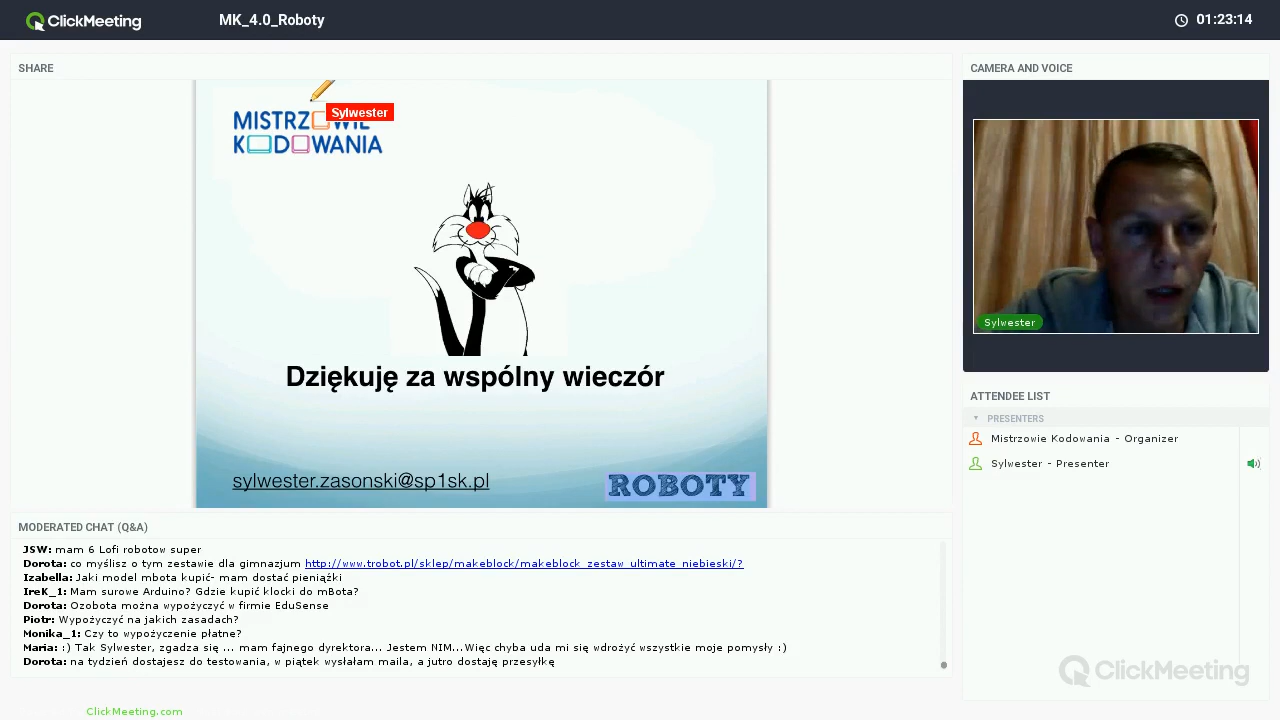 ClickMeeting
MK_4.0_Roboty
01:23:14
SHARE
MISTRZOWIE
KODOWANIA
Sylwester
Dziękuję za wspólny wieczór
sylwester.zasonski@sp1sk.pl
ROBOTY
CAMERA AND VOICE
Sylwester
ATTENDEE LIST
PRESENTERS
Mistrzowie Kodowania - Organizer
Sylwester - Presenter
MODERATED CHAT (Q&A)
JSW: mam 6 Lofi robotow super
Dorota: co myślisz o tym zestawie dla gimnazjum http://www.trobot.pl/sklep/makeblock/makeblock_zestaw_ultimate_niebieski/?
Izabella: Jaki model mbota kupić- mam dostać pieniążki
IreK_1: Mam surowe Arduino? Gdzie kupić klocki do mBota?
Dorota: Ozobota można wypożyczyć w firmie EduSense
Piotr: Wypożyczyć na jakich zasadach?
Monika_1: Czy to wypożyczenie płatne?
Maria: :) Tak Sylwester, zgadza się ... mam fajnego dyrektora... Jestem NIM...Więc chyba uda mi się wdrożyć wszystkie moje pomysły :)
Dorota: na tydzień dostajesz do testowania, w piątek wysłałam maila, a jutro dostaję przesyłkę
ClickMeeting
ClickMeeting.com